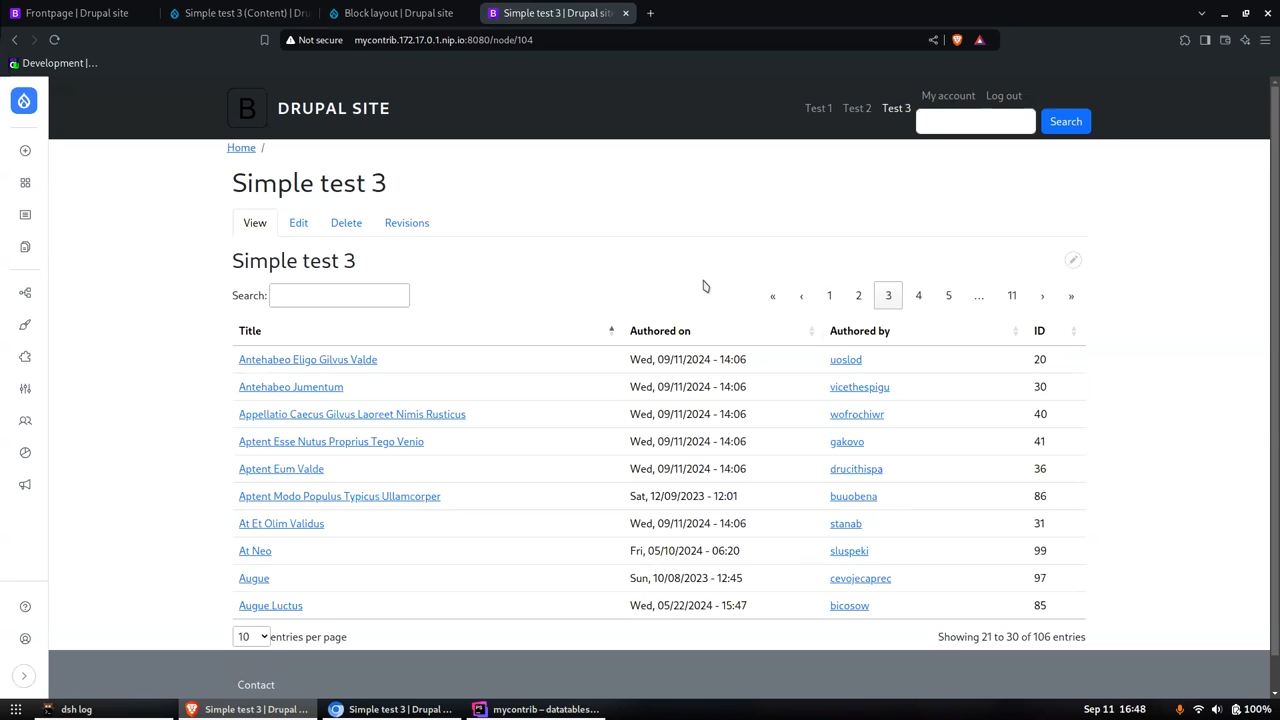 Frontpage | Drupal site
Simple test 3 (Content) | Dru
Block layout | Drupal site
Simple test 3 | Drupal site
Not secure
mycontrib.172.17.0.1.nip.io:8080/node/104
Development |...
B
DRUPAL SITE
Test 1
Test 2
Test 3
My account
Log out
Search
Home /
Simple test 3
View
Edit
Delete
Revisions
Simple test 3
Search:
« ‹ 1 2 3 4 5 … 11 › »
Title Authored on Authored by ID
Antehabeo Eligo Gilvus Valde Wed, 09/11/2024 - 14:06 uoslod 20
Antehabeo Jumentum Wed, 09/11/2024 - 14:06 vicethespigu 30
Appellatio Caecus Gilvus Laoreet Nimis Rusticus Wed, 09/11/2024 - 14:06 wofrochiwr 40
Aptent Esse Nutus Proprius Tego Venio Wed, 09/11/2024 - 14:06 gakovo 41
Aptent Eum Valde Wed, 09/11/2024 - 14:06 drucithispa 36
Aptent Modo Populus Typicus Ullamcorper Sat, 12/09/2023 - 12:01 buuobena 86
At Et Olim Validus Wed, 09/11/2024 - 14:06 stanab 31
At Neo Fri, 05/10/2024 - 06:20 sluspeki 99
Augue Sun, 10/08/2023 - 12:45 cevojecaprec 97
Augue Luctus Wed, 05/22/2024 - 15:47 bicosow 85
10 entries per page
Showing 21 to 30 of 106 entries
Contact
dsh log
Simple test 3 | Drupal ...
Simple test 3 | Drupal ...
mycontrib – datatables...
Sep 11 16:48
100%